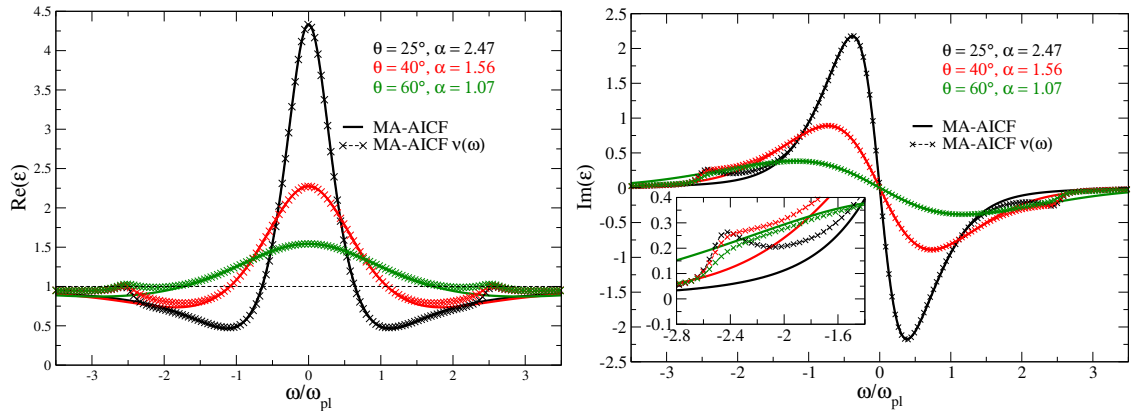 4.5
4
3.5
3
2.5
2
1.5
1
0.5
0
Re(ε)
θ = 25°, α = 2.47
θ = 40°, α = 1.56
θ = 60°, α = 1.07
MA-AICF
MA-AICF ν(ω)
-3 -2 -1 0 1 2 3
ω/ωpl
2.5
2
1.5
1
0.5
0
-0.5
-1
-1.5
-2
-2.5
Im(ε)
θ = 25°, α = 2.47
θ = 40°, α = 1.56
θ = 60°, α = 1.07
MA-AICF
MA-AICF ν(ω)
0.4
0.3
0.2
0.1
0
-0.1
-2.8 -2.4 -2 -1.6
-3 -2 -1 0 1 2 3
ω/ωpl